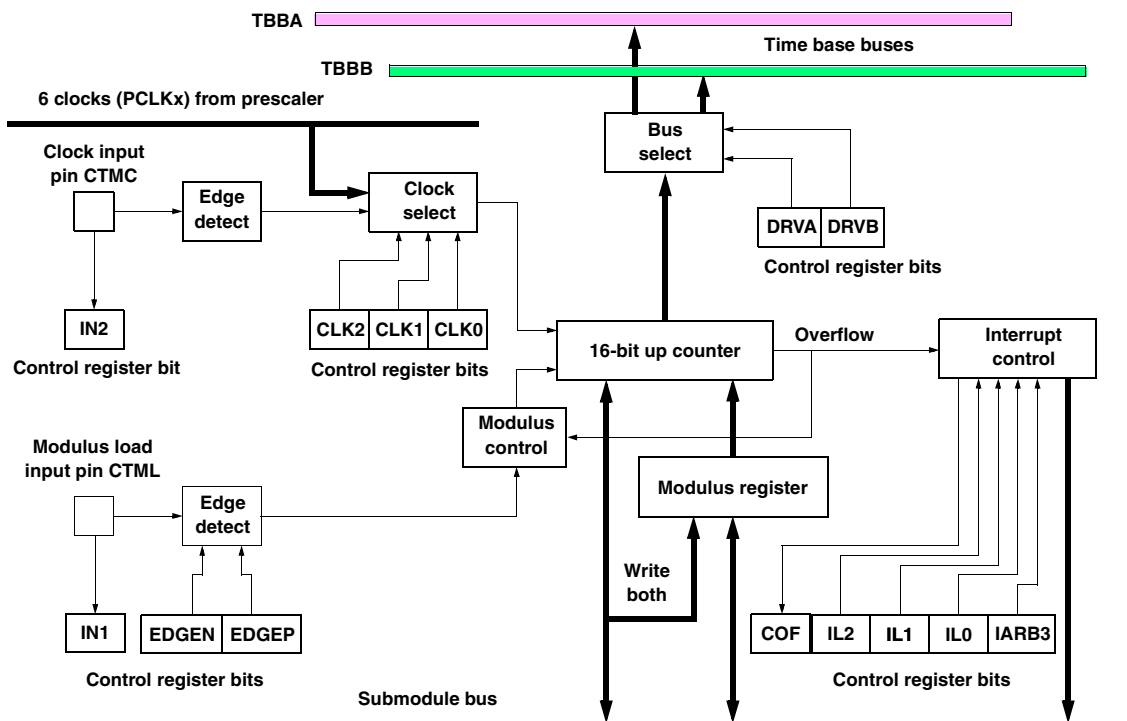 TBBA
Time base buses
TBBB
6 clocks (PCLKx) from prescaler
Clock input
pin CTMC
Edge
detect
Clock
select
Bus
select
DRVA
DRVB
Control register bits
IN2
Control register bit
CLK2
CLK1
CLK0
Control register bits
16-bit up counter
Overflow
Interrupt
control
Modulus
control
Modulus load
input pin CTML
Edge
detect
Modulus register
Write
both
IN1
EDGEN
EDGEP
Control register bits
COF
IL2
IL1
IL0
IARB3
Control register bits
Submodule bus